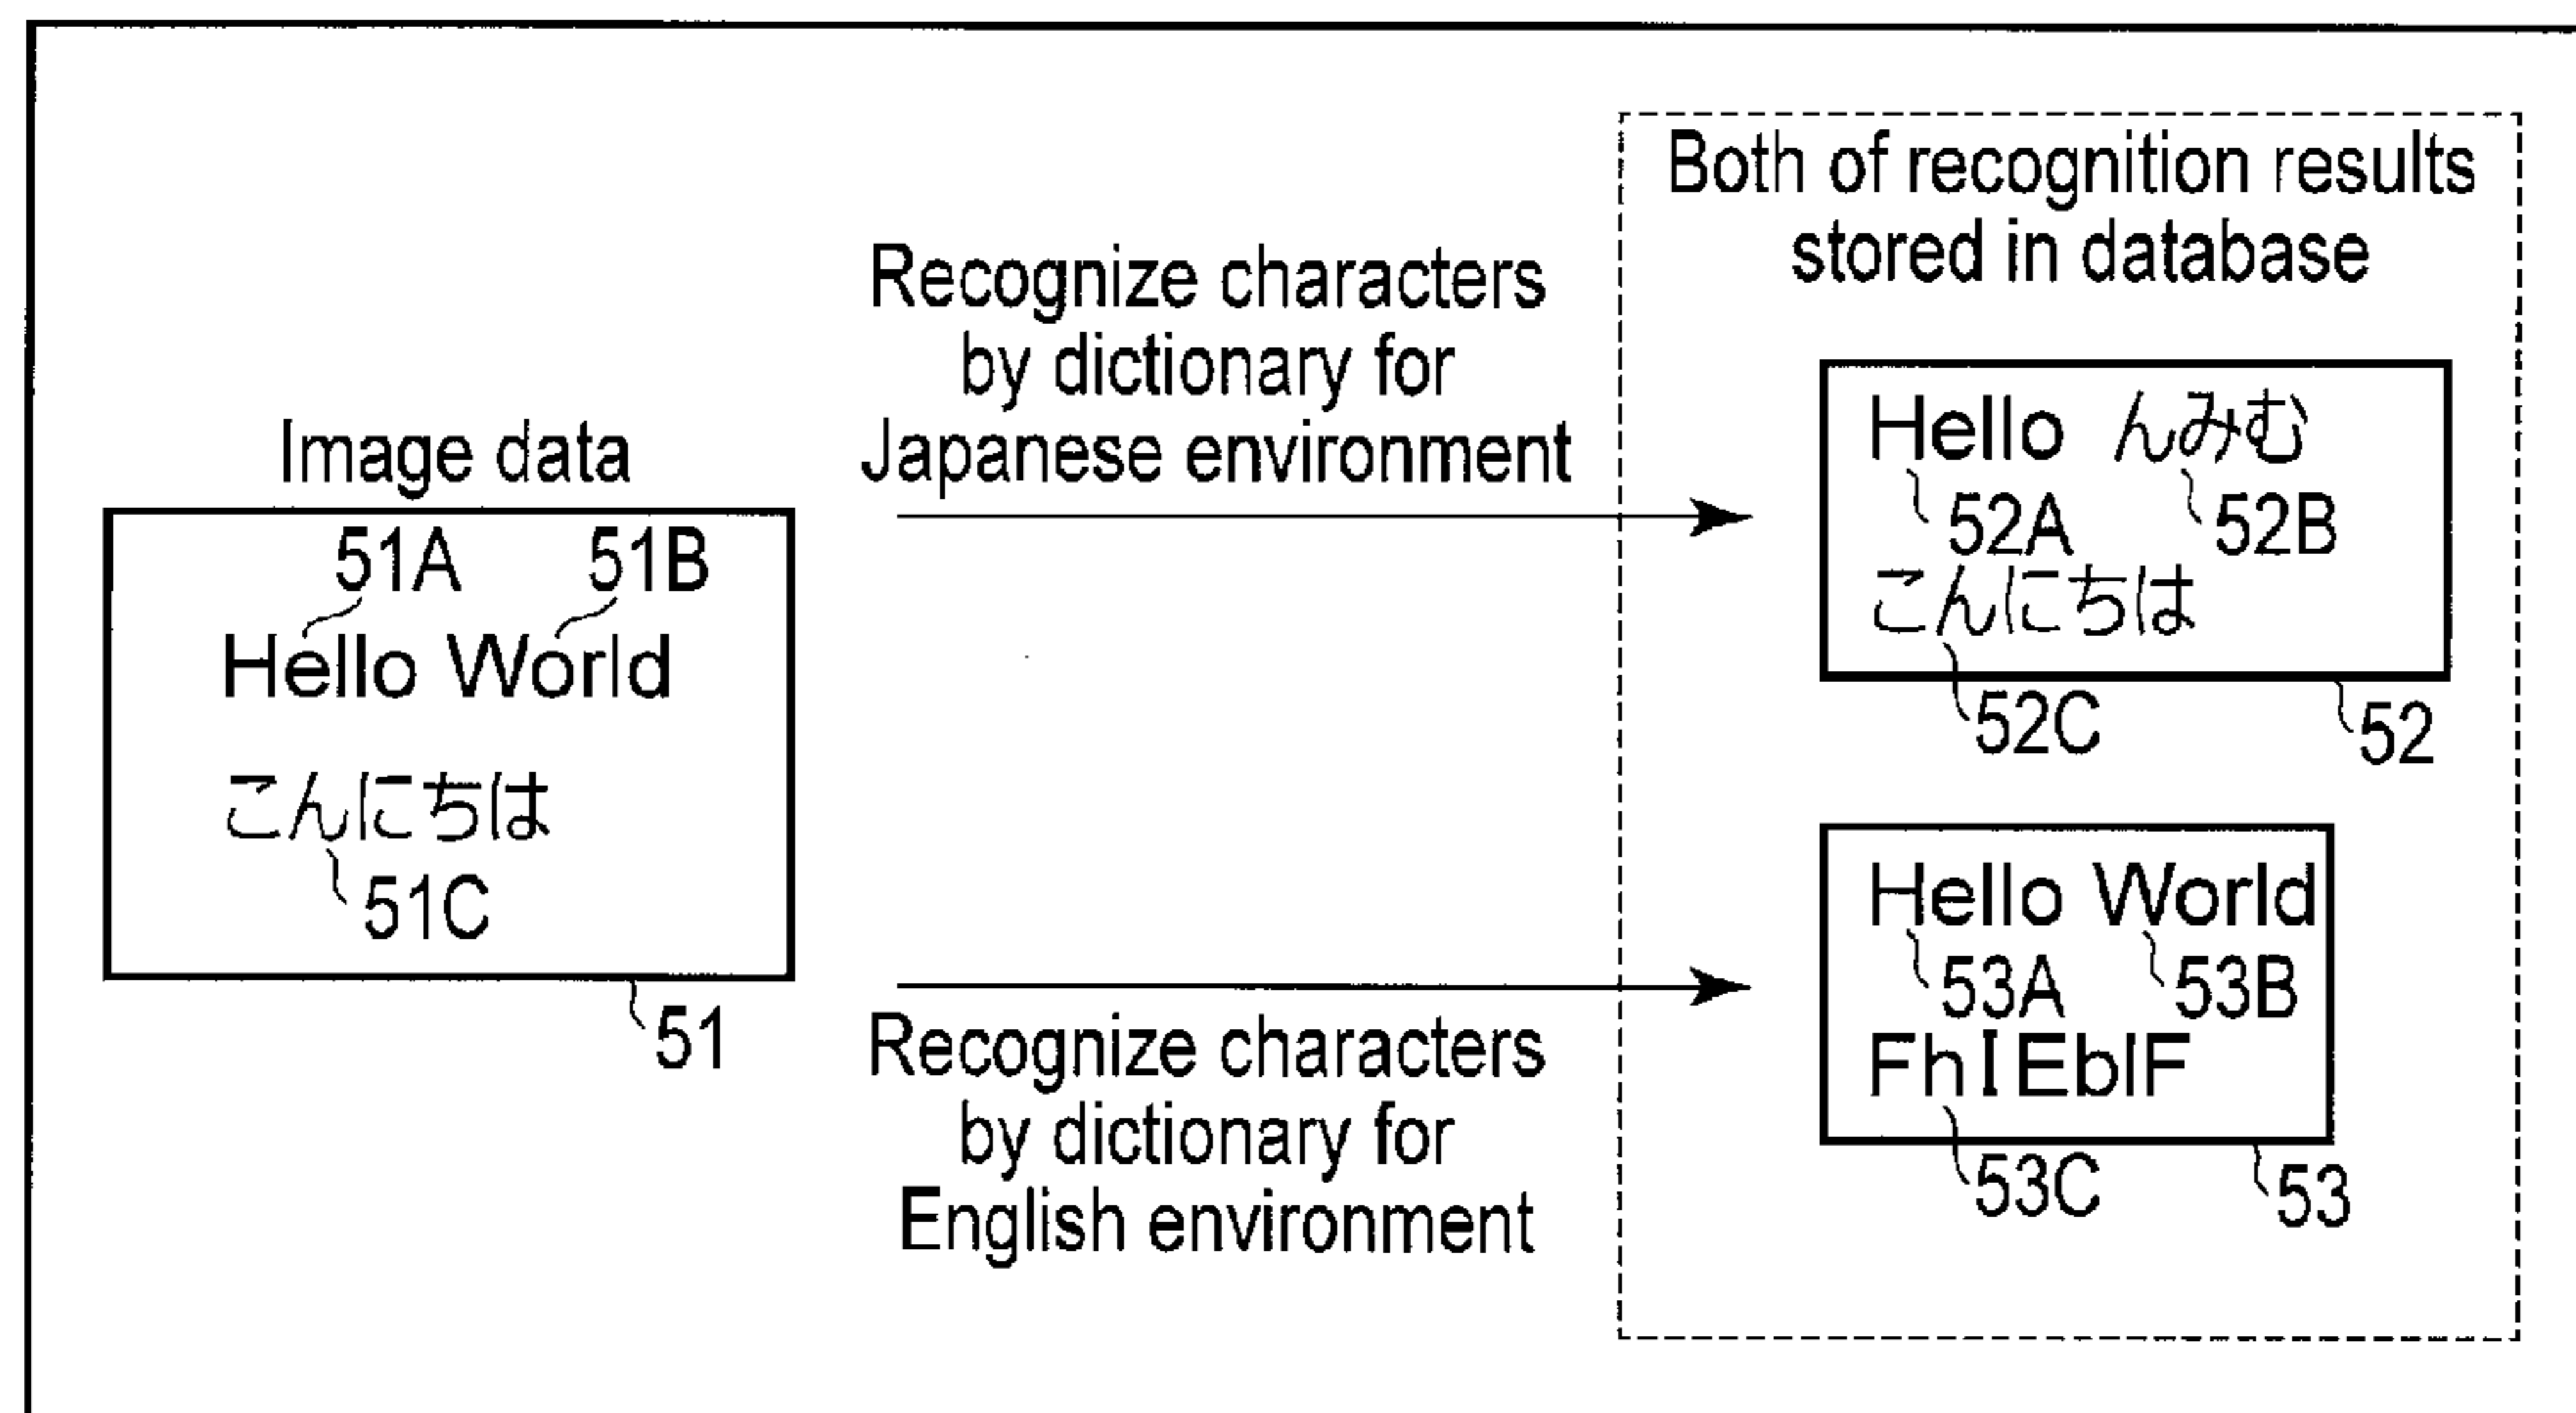 Image data
51A 51B
Hello World
こんにちは
51C
51
Recognize characters
by dictionary for
Japanese environment
Recognize characters
by dictionary for
English environment
Both of recognition results
stored in database
Hello んみむ
52A 52B
こんにちは
52C
52
Hello World
53A 53B
FhIEblF
53C
53